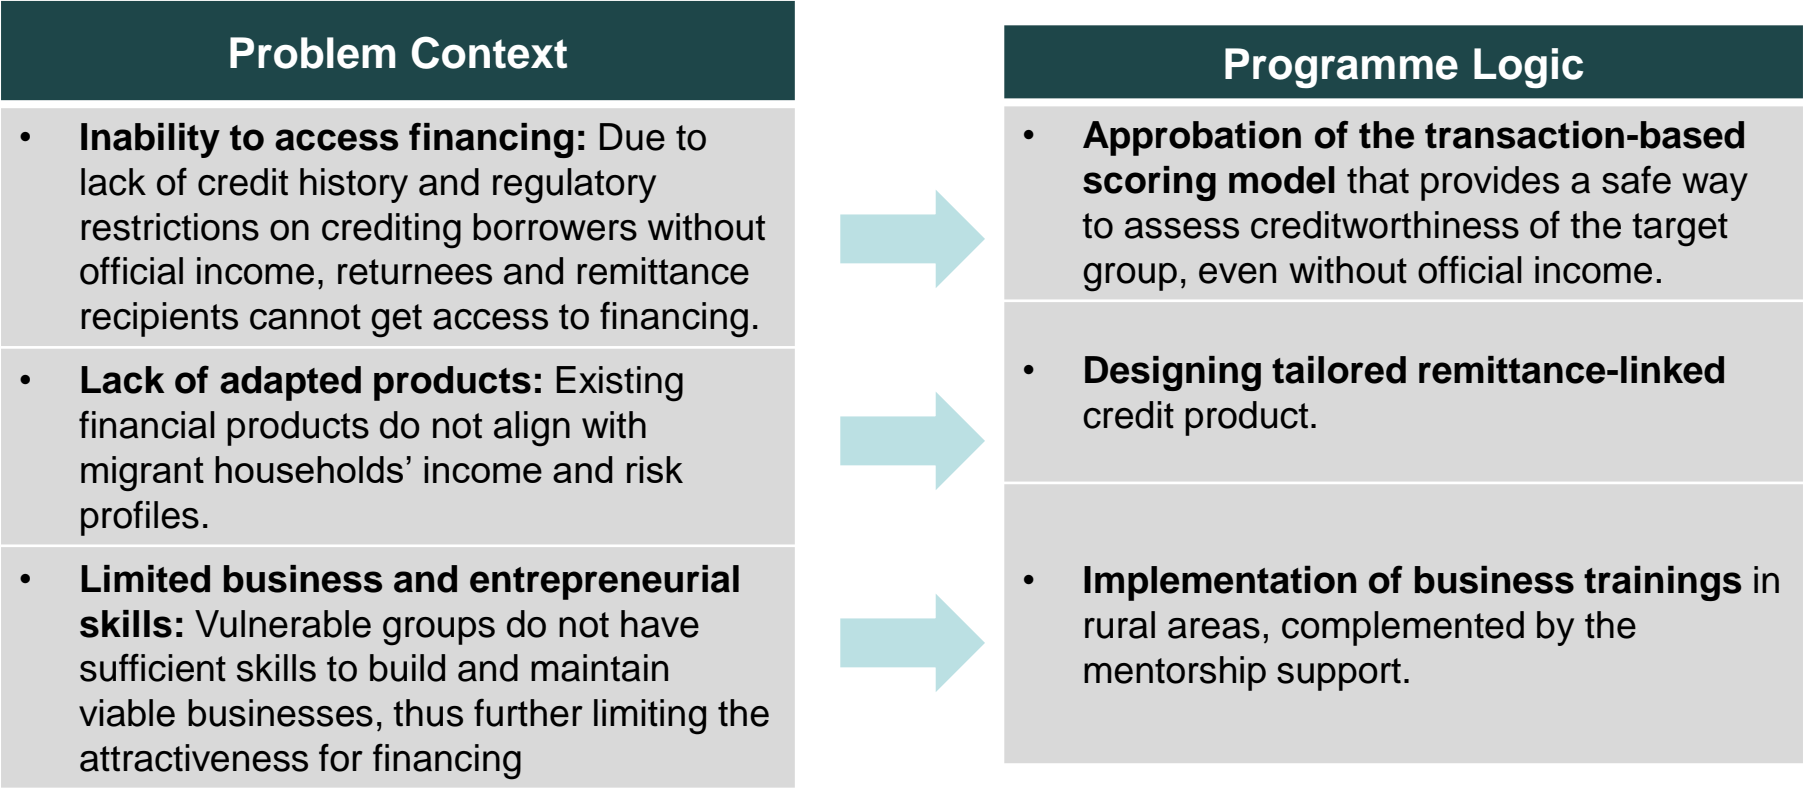 Problem Context
• Inability to access financing: Due to
lack of credit history and regulatory
restrictions on crediting borrowers without
official income, returnees and remittance
recipients cannot get access to financing.
• Lack of adapted products: Existing
financial products do not align with
migrant households’ income and risk
profiles.
• Limited business and entrepreneurial
skills: Vulnerable groups do not have
sufficient skills to build and maintain
viable businesses, thus further limiting the
attractiveness for financing
Programme Logic
• Approbation of the transaction-based
scoring model that provides a safe way
to assess creditworthiness of the target
group, even without official income.
• Designing tailored remittance-linked
credit product.
• Implementation of business trainings in
rural areas, complemented by the
mentorship support.